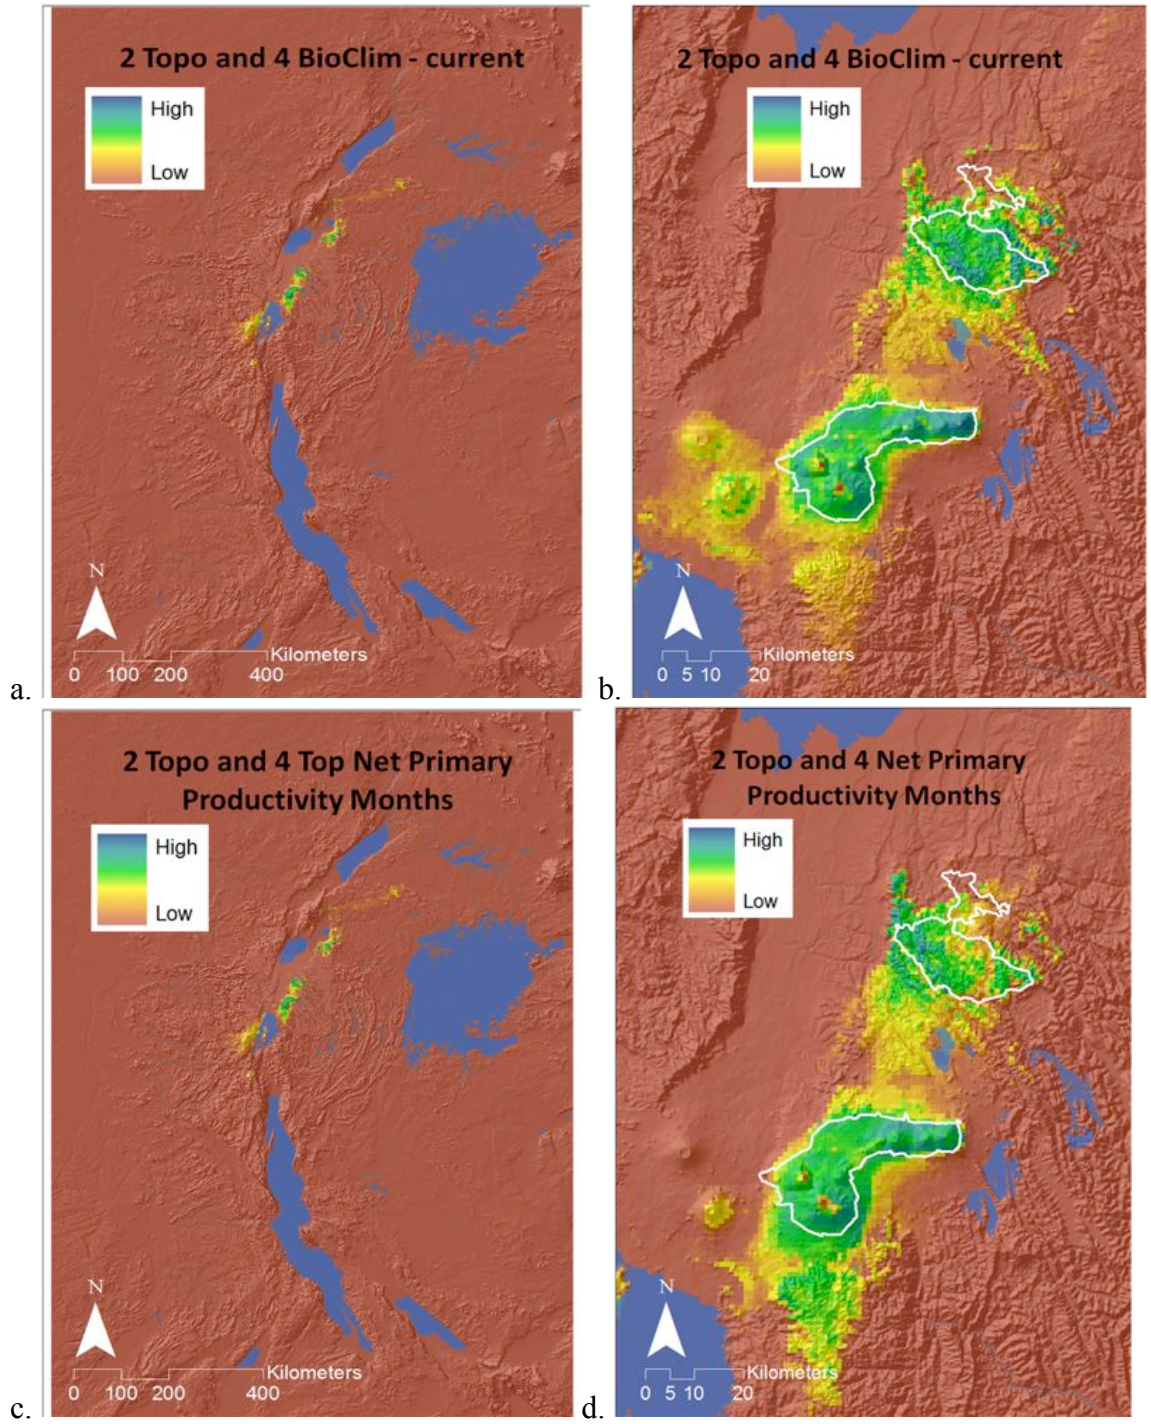 2 Topo and 4 BioClim - current
High
Low
N
Kilometers
0 100 200 400
a.
2 Topo and 4 BioClim - current
High
Low
N
Kilometers
0 5 10 20
b.
2 Topo and 4 Top Net Primary
Productivity Months
High
Low
N
Kilometers
0 100 200 400
c.
2 Topo and 4 Net Primary
Productivity Months
High
Low
N
Kilometers
0 5 10 20
d.